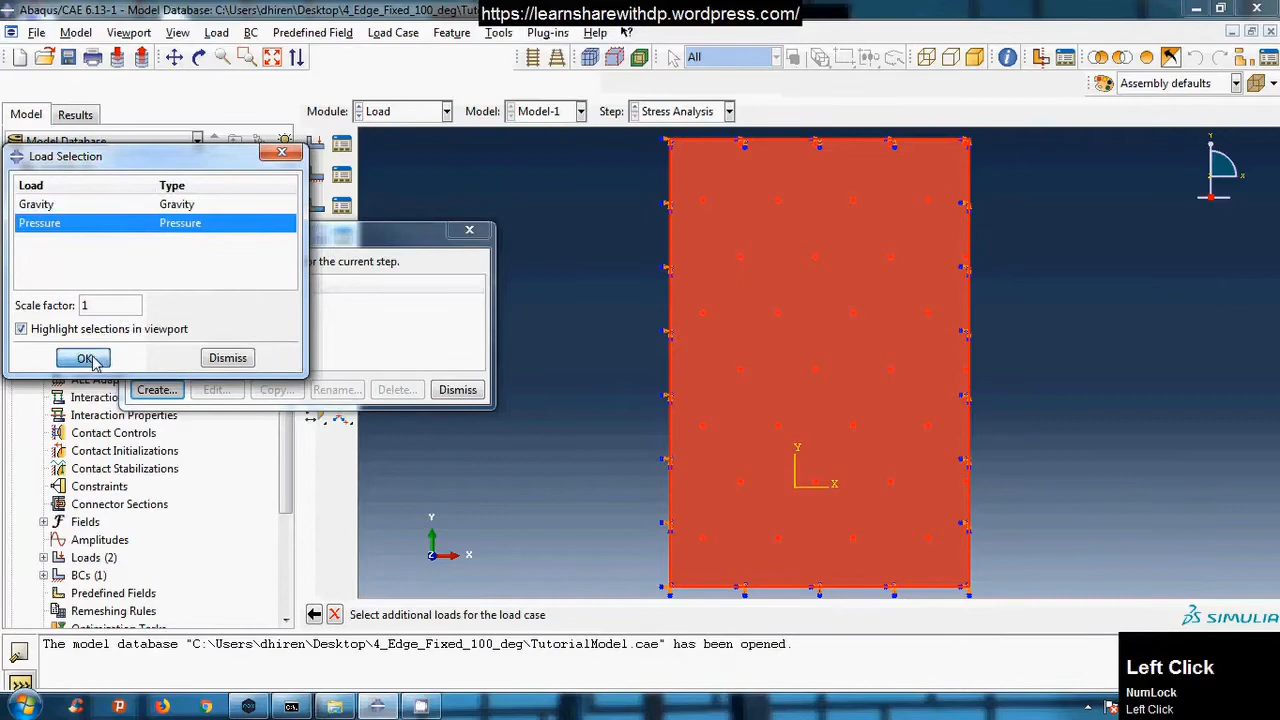 Abaqus/CAE 6.13-1 - Model Database: C:\Users\dhiren\Desktop\4_Edge_Fixed_100_deg\Tu
https://learnsharewithdp.wordpress.com/
File Model Viewport View Load BC Predefined Field Load Case Feature Tools Plug-ins Help
All
Assembly defaults
Model Results
Module: Load Model: Model-1 Step: Stress Analysis
Model Database
Load Selection
Load Type
Gravity Gravity
Pressure Pressure
for the current step.
Scale factor: 1
Highlight selections in viewport
OK Dismiss
Create... Edit... Copy... Rename... Delete... Dismiss
Interaction Properties
Contact Controls
Contact Initializations
Contact Stabilizations
Constraints
Connector Sections
Fields
Amplitudes
Loads (2)
BCs (1)
Predefined Fields
Remeshing Rules
Y
X
Y
X
Y
X
Z
Select additional loads for the load case
SIMULIA
The model database "C:\Users\dhiren\Desktop\4_Edge_Fixed_100_deg\TutorialModel.cae" has been opened.
Left Click
NumLock
Left Click